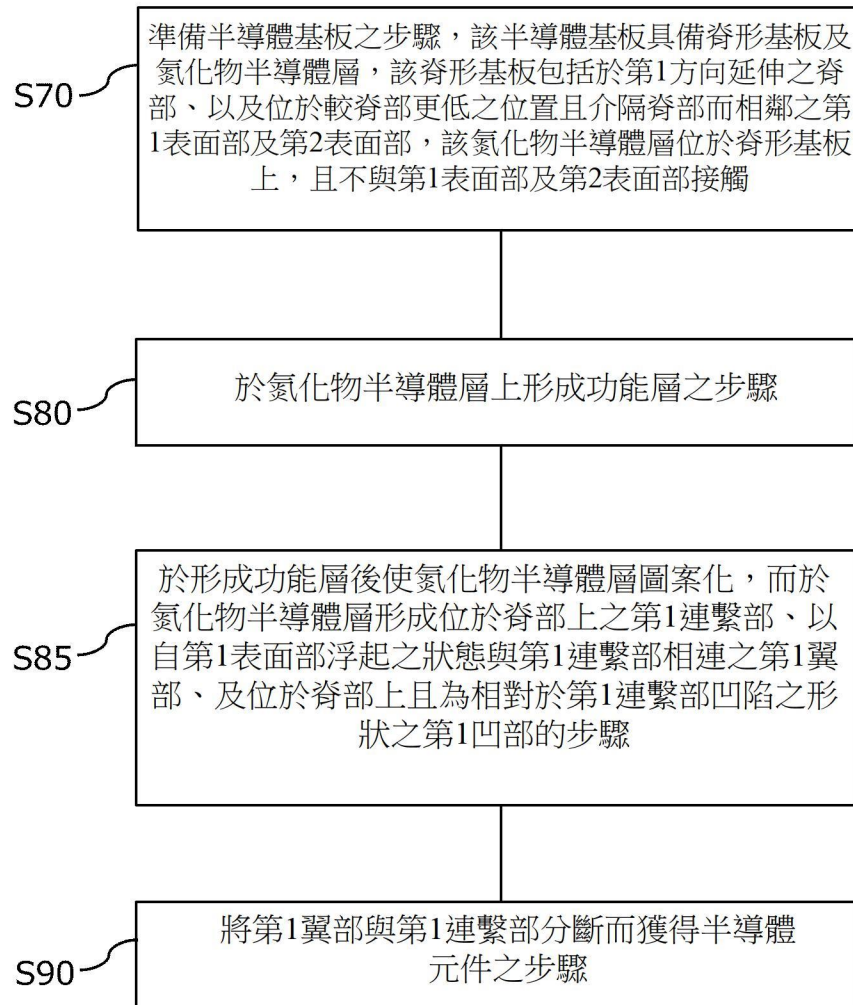 S70
準備半導體基板之步驟，該半導體基板具備脊形基板及
氮化物半導體層，該脊形基板包括於第1方向延伸之脊
部、以及位於較脊部更低之位置且介隔脊部而相鄰之第
1表面部及第2表面部，該氮化物半導體層位於脊形基板
上，且不與第1表面部及第2表面部接觸
S80
於氮化物半導體層上形成功能層之步驟
S85
於形成功能層後使氮化物半導體層圖案化，而於
氮化物半導體層形成位於脊部上之第1連繫部、以
自第1表面部浮起之狀態與第1連繫部相連之第1翼
部、及位於脊部上且為相對於第1連繫部凹陷之形
狀之第1凹部的步驟
S90
將第1翼部與第1連繫部分斷而獲得半導體
元件之步驟